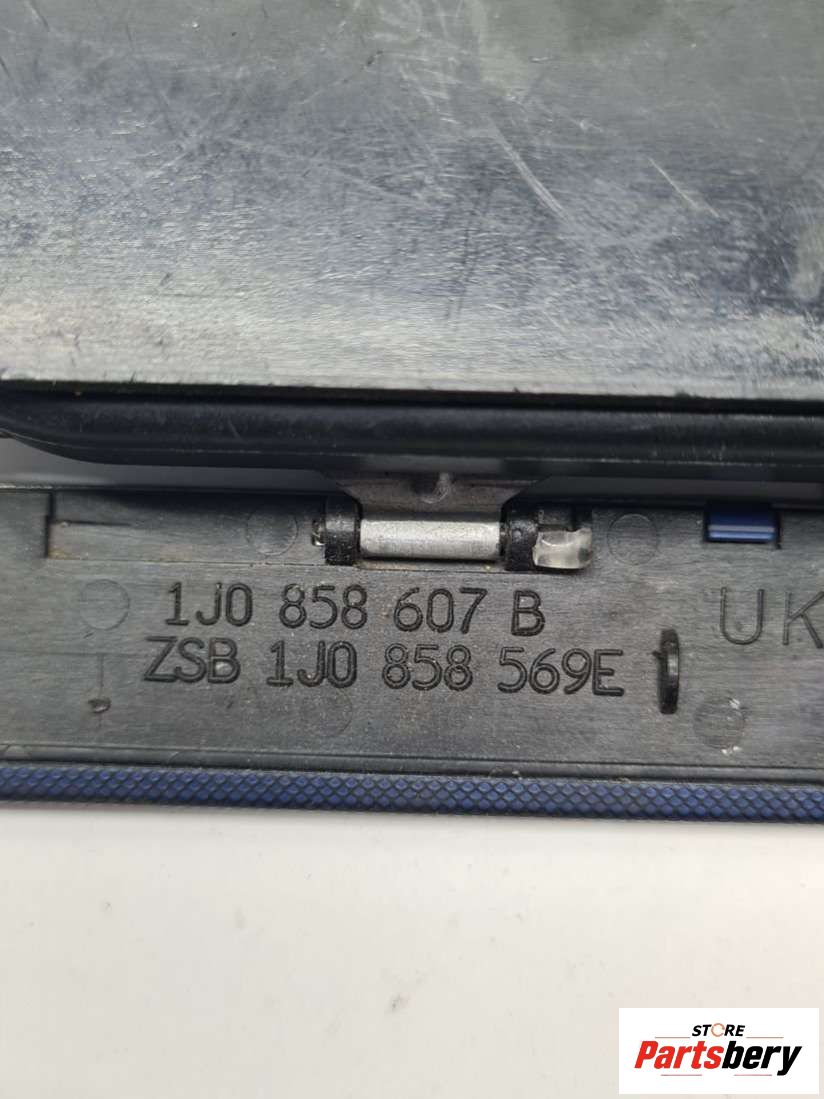 1J0 858 607 B
UK
ZSB 1J0 858 569E
STORE
Partsbery